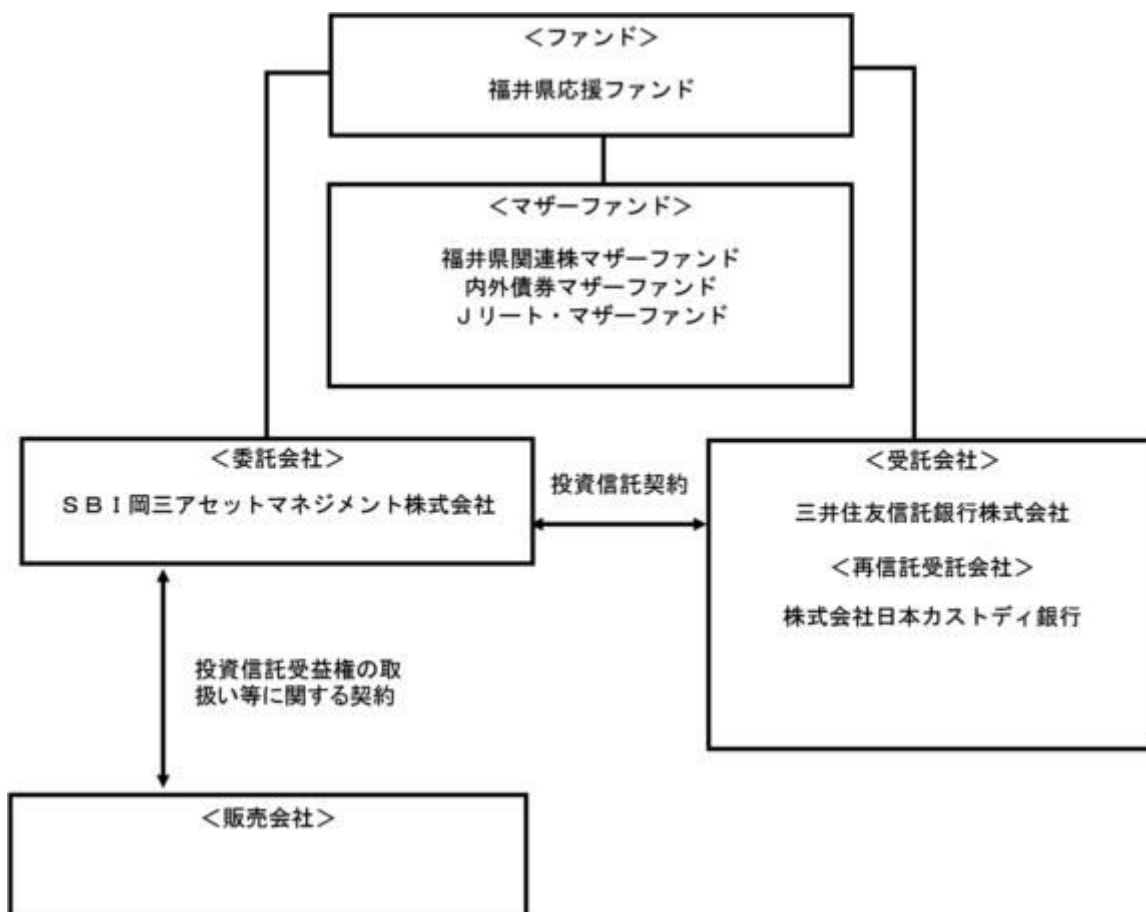 ＜ファンド＞
福井県応援ファンド
＜マザーファンド＞
福井県関連株マザーファンド
内外債券マザーファンド
Ｊリート・マザーファンド
＜委託会社＞
ＳＢＩ岡三アセットマネジメント株式会社
投資信託契約
＜受託会社＞
三井住友信託銀行株式会社
＜再信託受託会社＞
株式会社日本カストディ銀行
投資信託受益権の取
扱い等に関する契約
＜販売会社＞